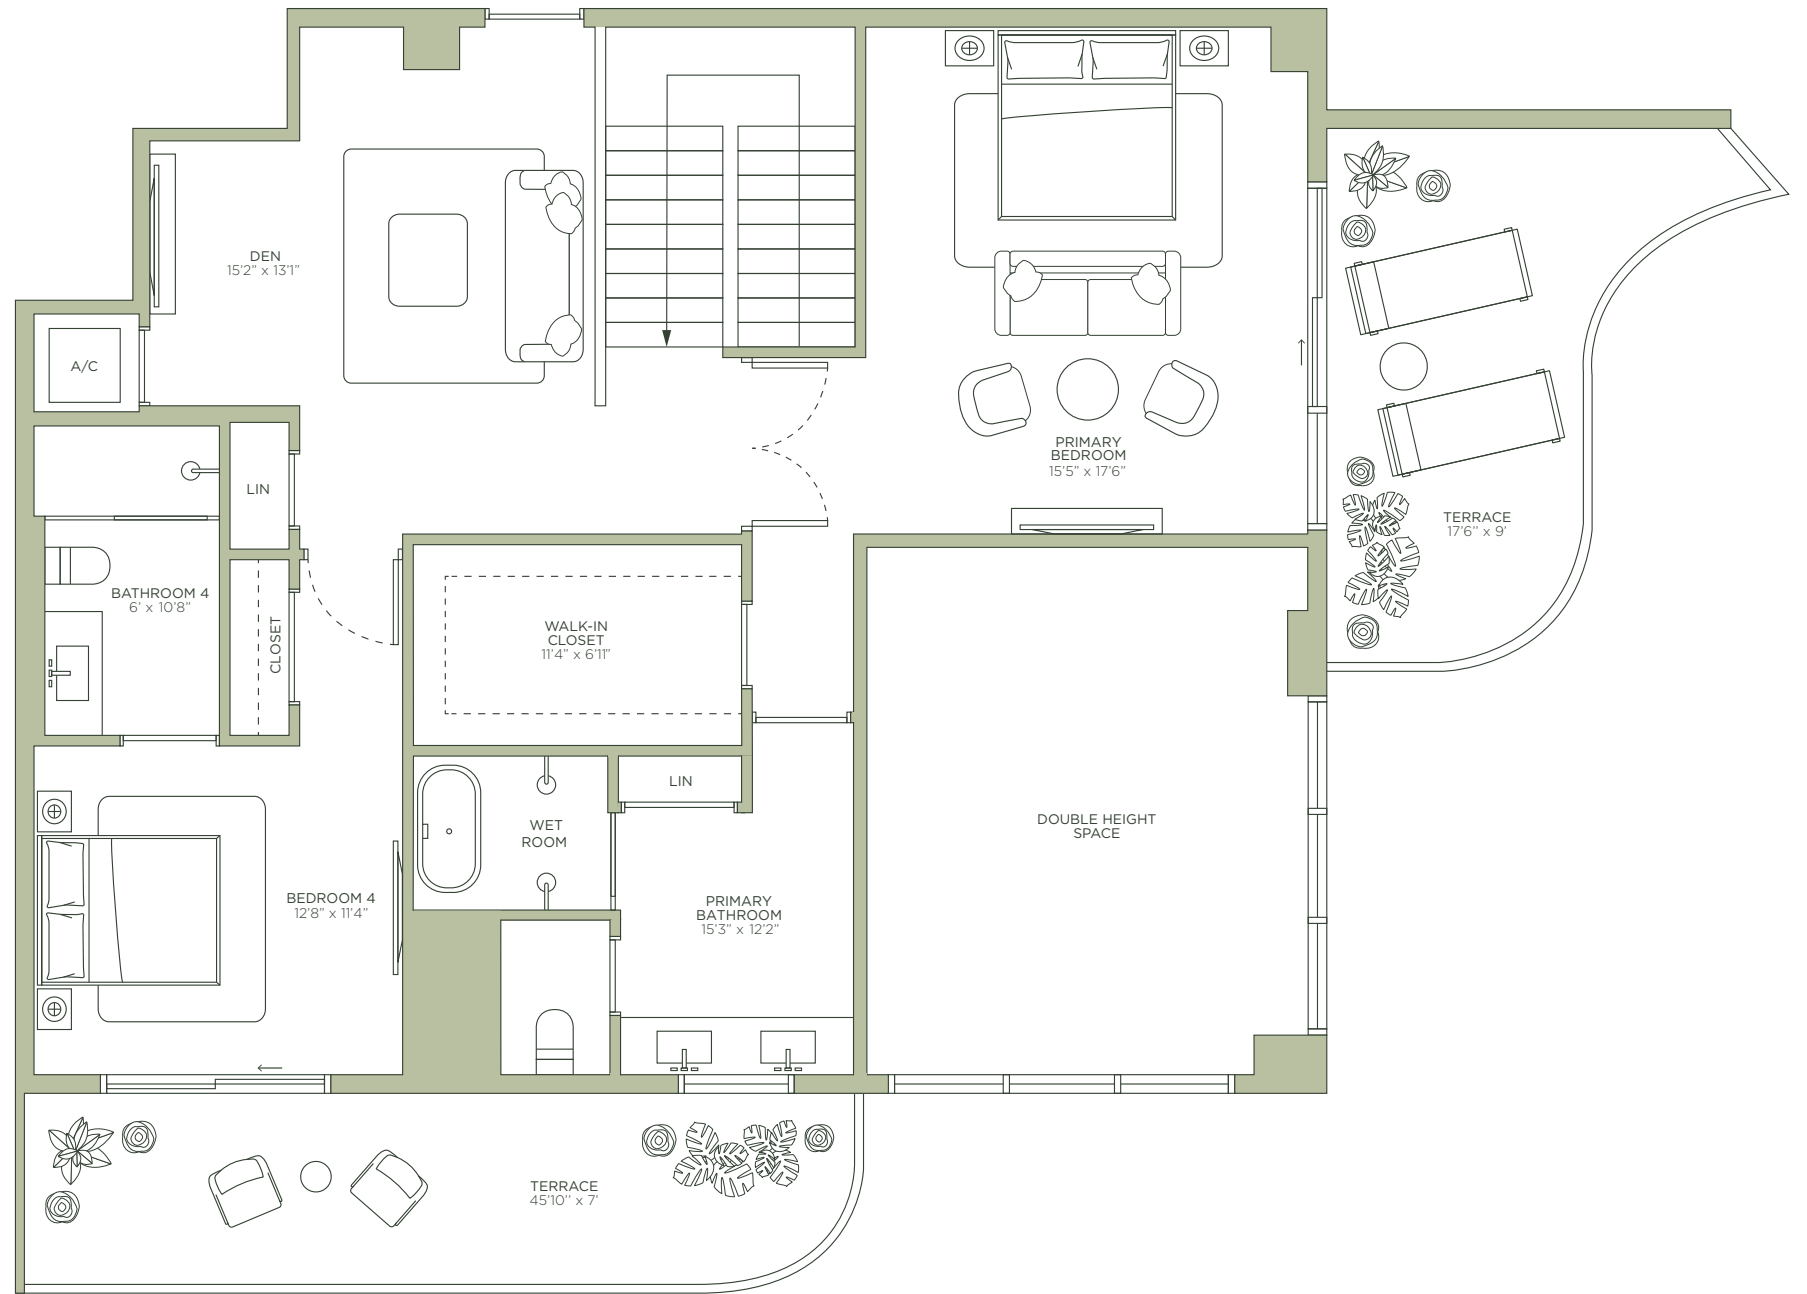 DEN
15'2" x 13'1"
A/C
LIN
PRIMARY
BEDROOM
15'5" x 17'6"
TERRACE
17'6'' x 9'
BATHROOM 4
6' x 10'8"
CLOSET
WALK-IN
CLOSET
11'4" x 6'11"
LIN
WET
ROOM
DOUBLE HEIGHT
SPACE
BEDROOM 4
12'8" x 11'4"
PRIMARY
BATHROOM
15'3" x 12'2"
TERRACE
45'10'' x 7'